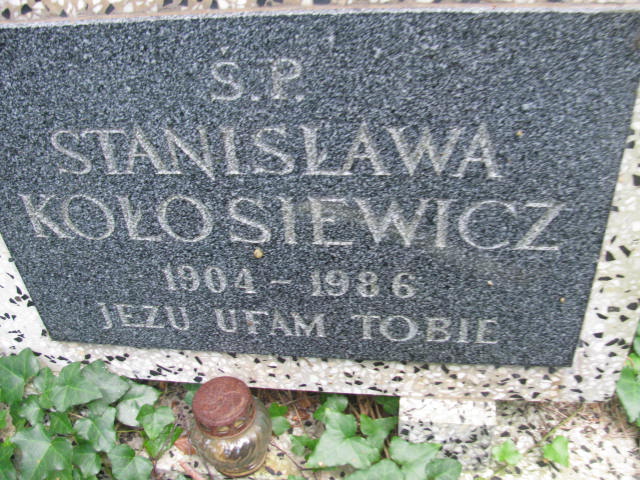 Ś.P.
STANISŁAWA
KOŁOSIEWICZ
1904 - 1986
JEZU UFAM TOBIE